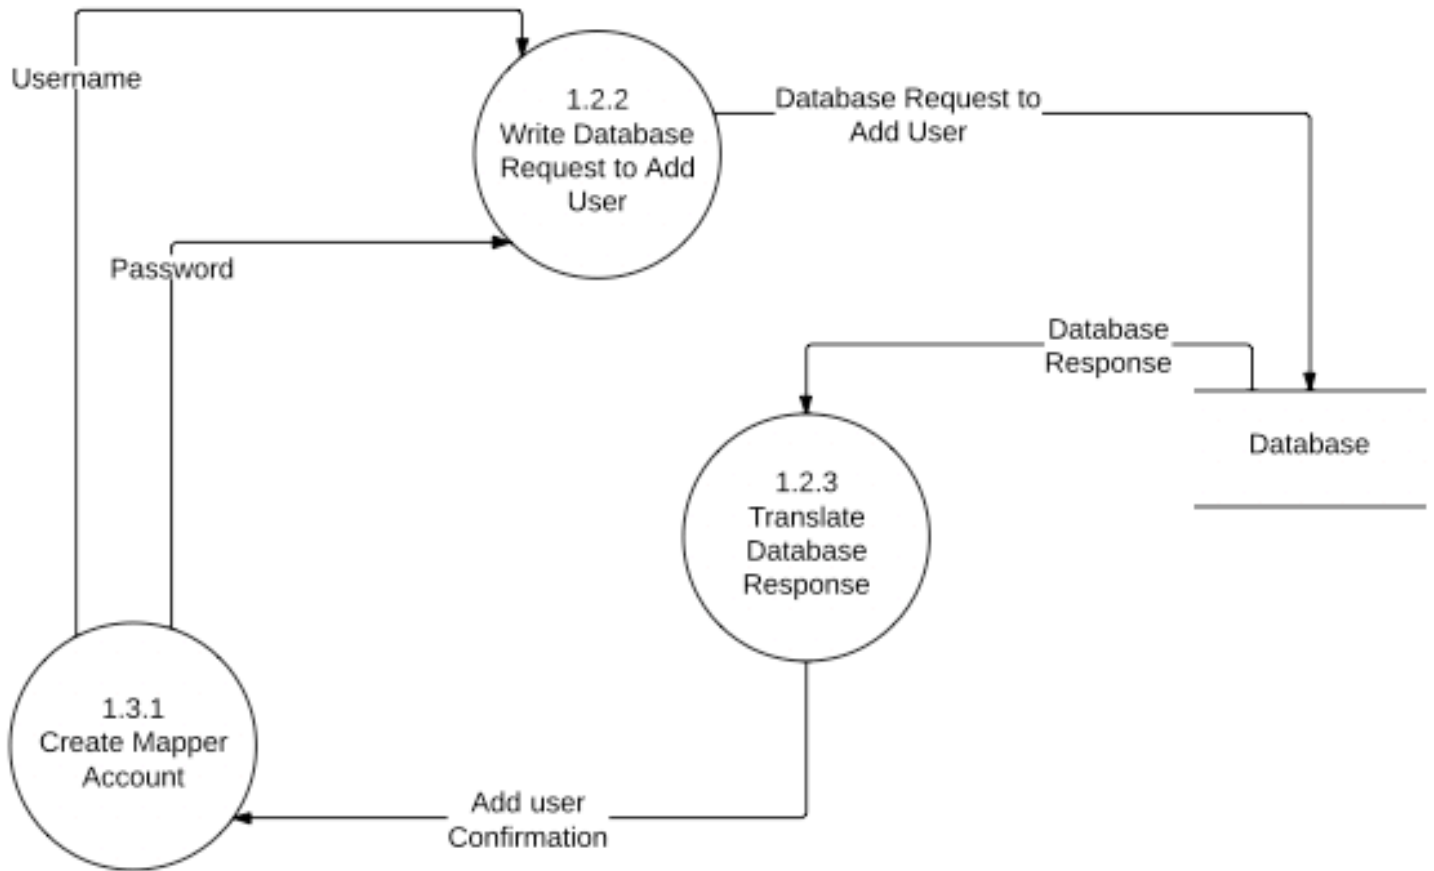 Username
1.2.2
Write Database
Request to Add
User
Database Request to
Add User
Password
Database
Response
Database
1.2.3
Translate
Database
Response
1.3.1
Create Mapper
Account
Add user
Confirmation